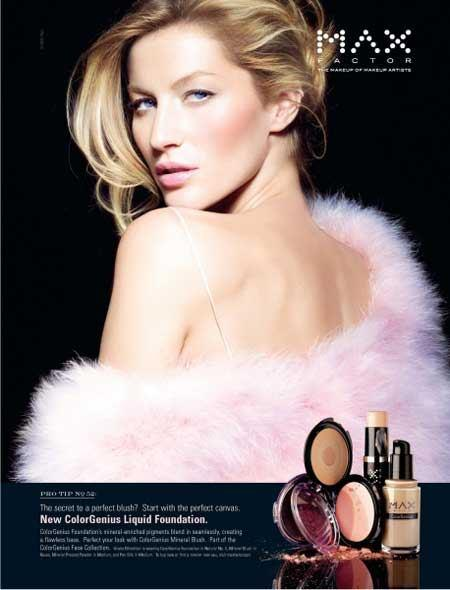 MAX
FACTOR
THE MAKEUP OF MAKEUP ARTISTS
PRO TIP Nº 52:
The secret to a perfect blush? Start with the perfect canvas.
New ColorGenius Liquid Foundation.
ColorGenius Foundation's mineral-enriched pigments blend in seamlessly, creating
a flawless base. Perfect your look with ColorGenius Mineral Blush. Part of the
ColorGenius Face Collection.
MAX